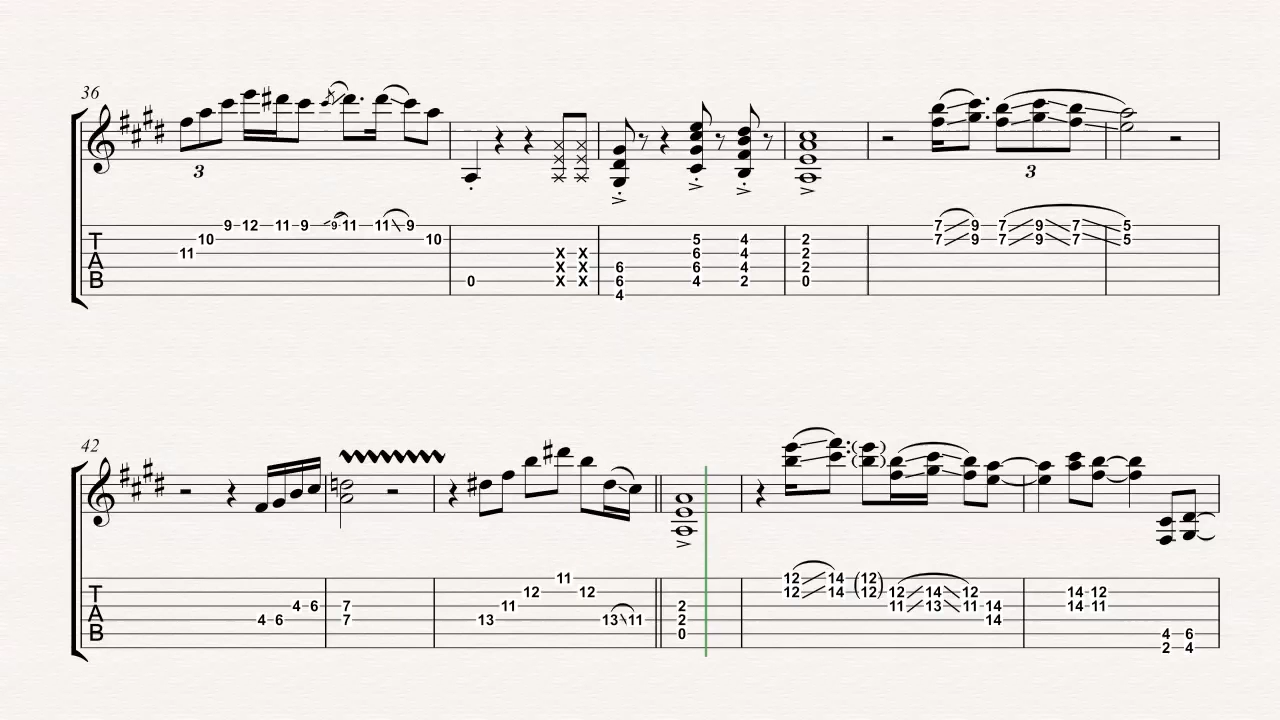 36
3
3
9 12 11 9 9 11 11 9 7 9 7 9 7 5
T 10 10 5 4 2 7 9 7 9 7 5
11 X X 6 4 2
A 6 X X 6 4 2
B 0 X X 6 4 2 0
4
42
11 12 14 (12)
T 12 12 12 14 (12) 12 14 12 14 12
A 4 6 7 11 2 11 13 11 14 14 11
4 6 7 13 13 11 2 14
B 0 4 6
2 4